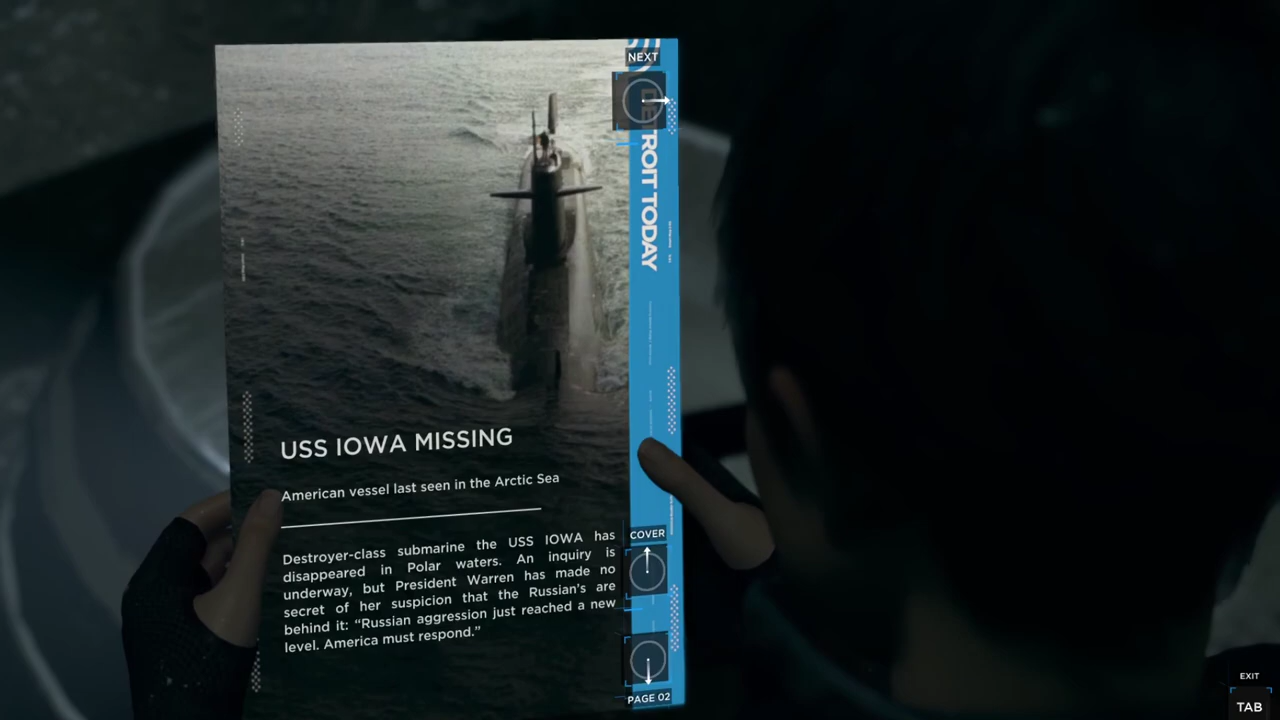 NEXT
DETROIT TODAY
USS IOWA MISSING
American vessel last seen in the Arctic Sea
Destroyer-class submarine the USS IOWA has
disappeared in Polar waters. An inquiry is
underway, but President Warren has made no
secret of her suspicion that the Russian's are
behind it: “Russian aggression just reached a new
level. America must respond.”
COVER
PAGE 02
EXIT
TAB